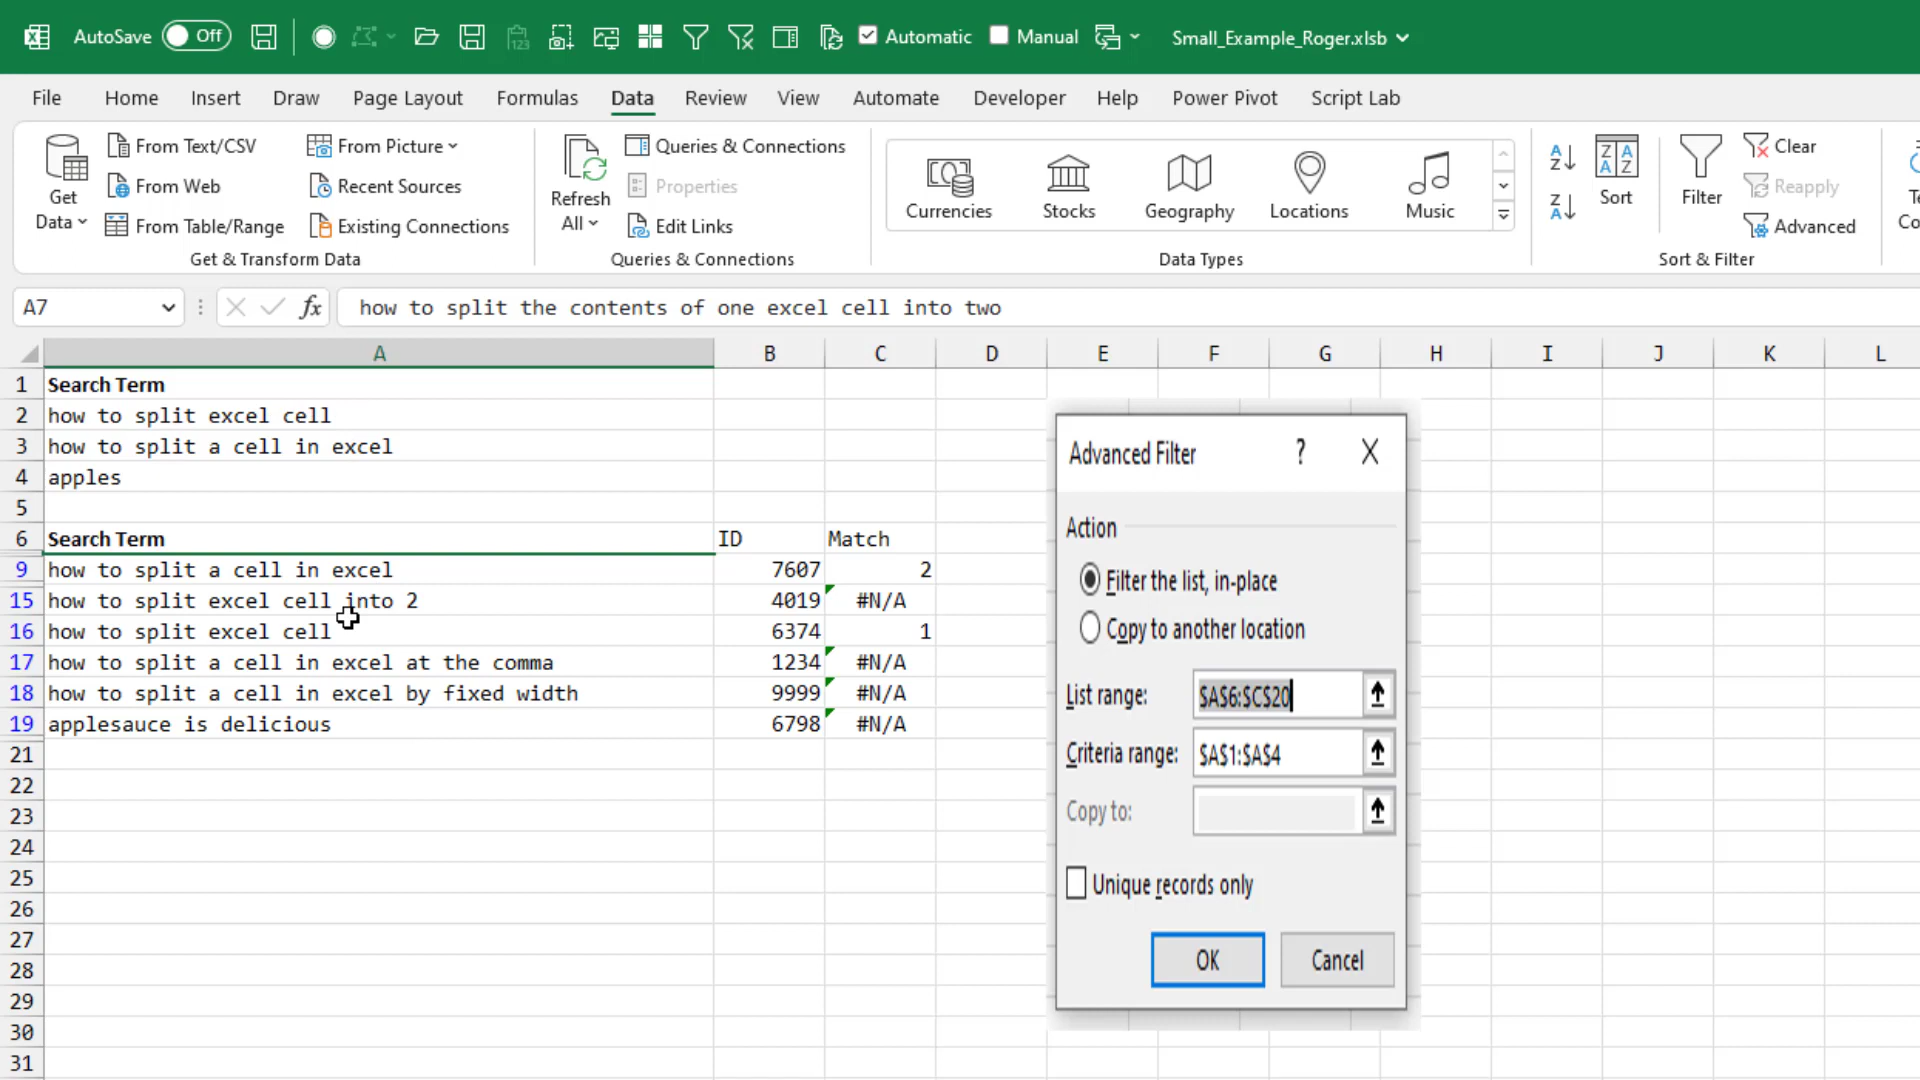 AutoSave Off Automatic Manual Small_Example_Roger.xlsb
File Home Insert Draw Page Layout Formulas Data Review View Automate Developer Help Power Pivot Script Lab
Get Data
From Text/CSV
From Web
From Table/Range
From Picture
Recent Sources
Existing Connections
Get & Transform Data
Refresh All
Queries & Connections
Properties
Edit Links
Queries & Connections
Currencies Stocks Geography Locations Music
Data Types
Sort
Filter
Clear
Reapply
Advanced
Sort & Filter
A7 fx how to split the contents of one excel cell into two
A B C D E F G H I J K L
1 Search Term
2 how to split excel cell
3 how to split a cell in excel
4 apples
5
6 Search Term ID Match
9 how to split a cell in excel 7607 2
15 how to split excel cell into 2 4019 #N/A
16 how to split excel cell 6374 1
17 how to split a cell in excel at the comma 1234 #N/A
18 how to split a cell in excel by fixed width 9999 #N/A
19 applesauce is delicious 6798 #N/A
21
22
23
24
25
26
27
28
29
30
31
Advanced Filter ? X
Action
Filter the list, in-place
Copy to another location
List range: $A$6:$C$20
Criteria range: $A$1:$A$4
Copy to:
Unique records only
OK Cancel